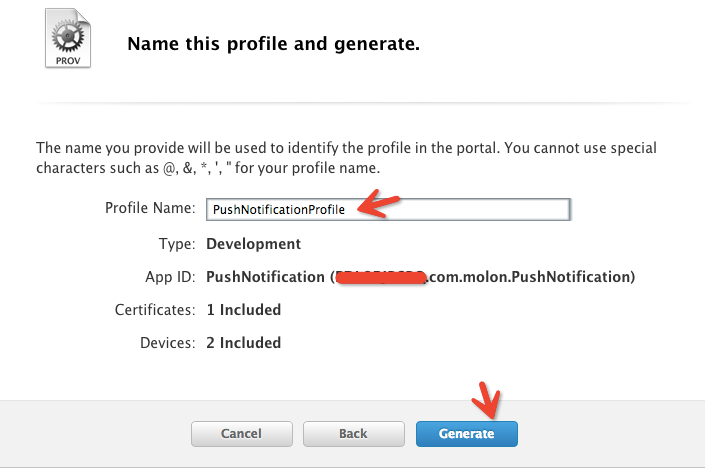 PROV
Name this profile and generate.
The name you provide will be used to identify the profile in the portal. You cannot use special
characters such as @, &, *, ', " for your profile name.
Profile Name: PushNotificationProfile
Type: Development
App ID: PushNotification (.com.molon.PushNotification)
Certificates: 1 Included
Devices: 2 Included
Cancel Back Generate